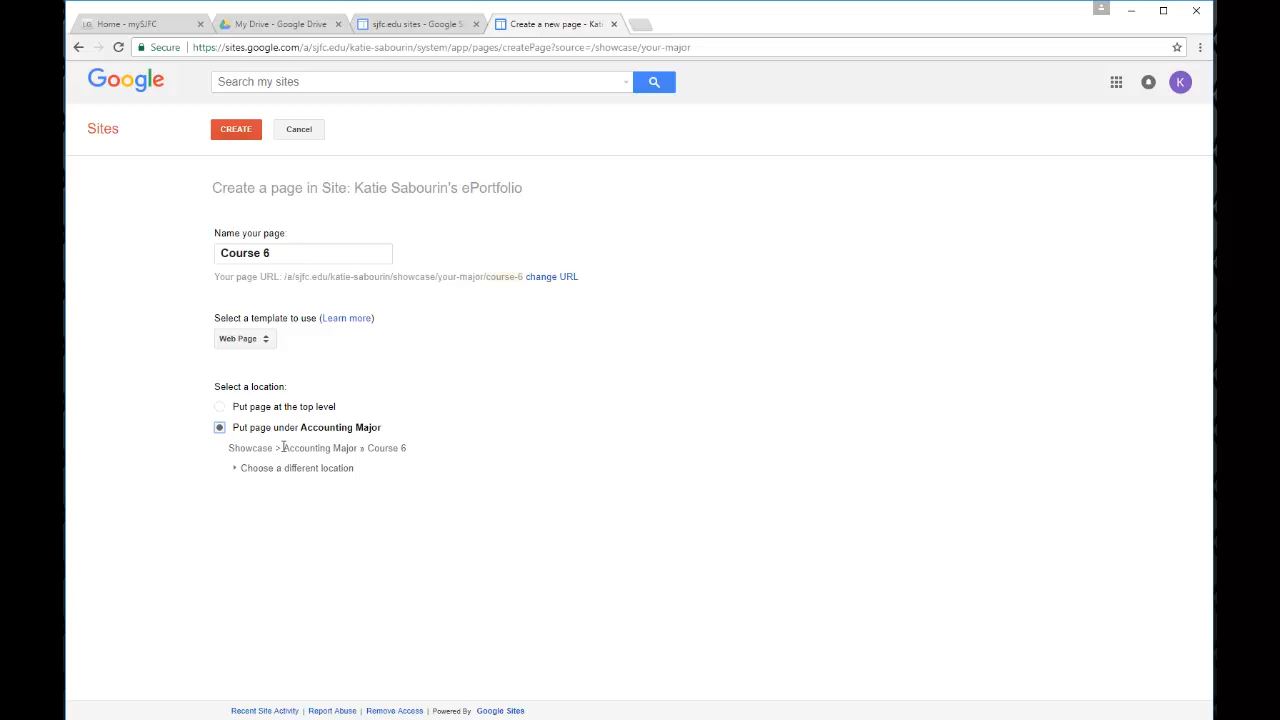 Home - mySJFC
My Drive - Google Drive
sjfc.edu sites - Google S
Create a new page - Kati
Secure https://sites.google.com/a/sjfc.edu/katie-sabourin/system/app/pages/createPage?source=/showcase/your-major
Google
Search my sites
K
Sites
CREATE
Cancel
Create a page in Site: Katie Sabourin's ePortfolio
Name your page:
Course 6
Your page URL: /a/sjfc.edu/katie-sabourin/showcase/your-major/course-6 change URL
Select a template to use (Learn more)
Web Page
Select a location:
Put page at the top level
Put page under Accounting Major
Showcase > Accounting Major » Course 6
Choose a different location
Recent Site Activity | Report Abuse | Remove Access | Powered By Google Sites